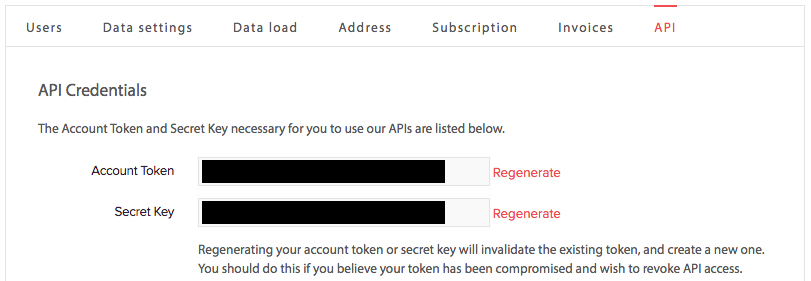 Users Data settings Data load Address Subscription Invoices API
API Credentials
The Account Token and Secret Key necessary for you to use our APIs are listed below.
Account Token Regenerate
Secret Key Regenerate
Regenerating your account token or secret key will invalidate the existing token, and create a new one.
You should do this if you believe your token has been compromised and wish to revoke API access.